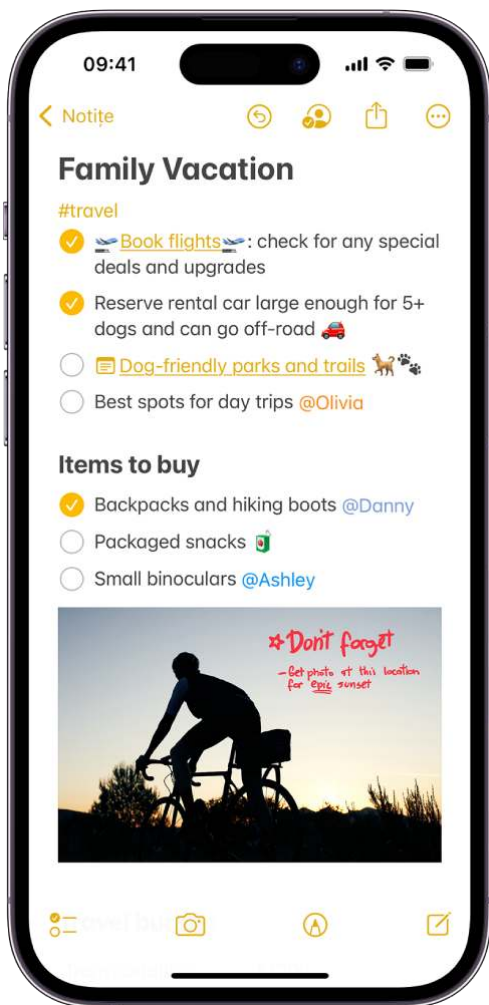 09:41
Notițe
Family Vacation
#travel
🛫Book flights🛫: check for any special
deals and upgrades
Reserve rental car large enough for 5+
dogs and can go off-road 🚗
Dog-friendly parks and trails 🐕🐾
Best spots for day trips @Olivia
Items to buy
Backpacks and hiking boots @Danny
Packaged snacks 🧃
Small binoculars @Ashley
Don't forget
- Get photo at this location
for epic sunset